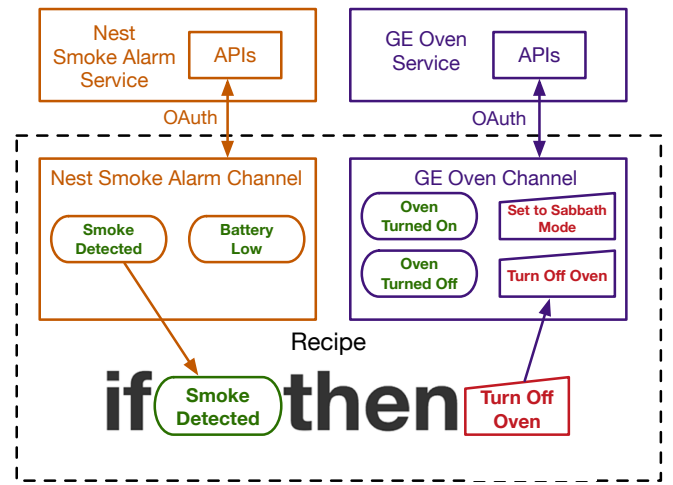 Nest
Smoke Alarm
Service
APIs
GE Oven
Service
APIs
OAuth
OAuth
Nest Smoke Alarm Channel
Smoke
Detected
Battery
Low
GE Oven Channel
Oven
Turned On
Set to Sabbath
Mode
Oven
Turned Off
Turn Off Oven
Recipe
if
Smoke
Detected
then
Turn Off
Oven